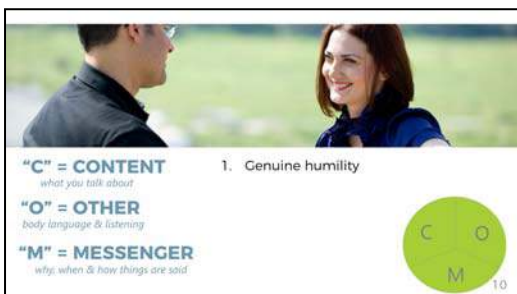 "C" = CONTENT
what you talk about
"O" = OTHER
body language & listening
"M" = MESSENGER
why, when & how things are said
1. Genuine humility
C O
M
10